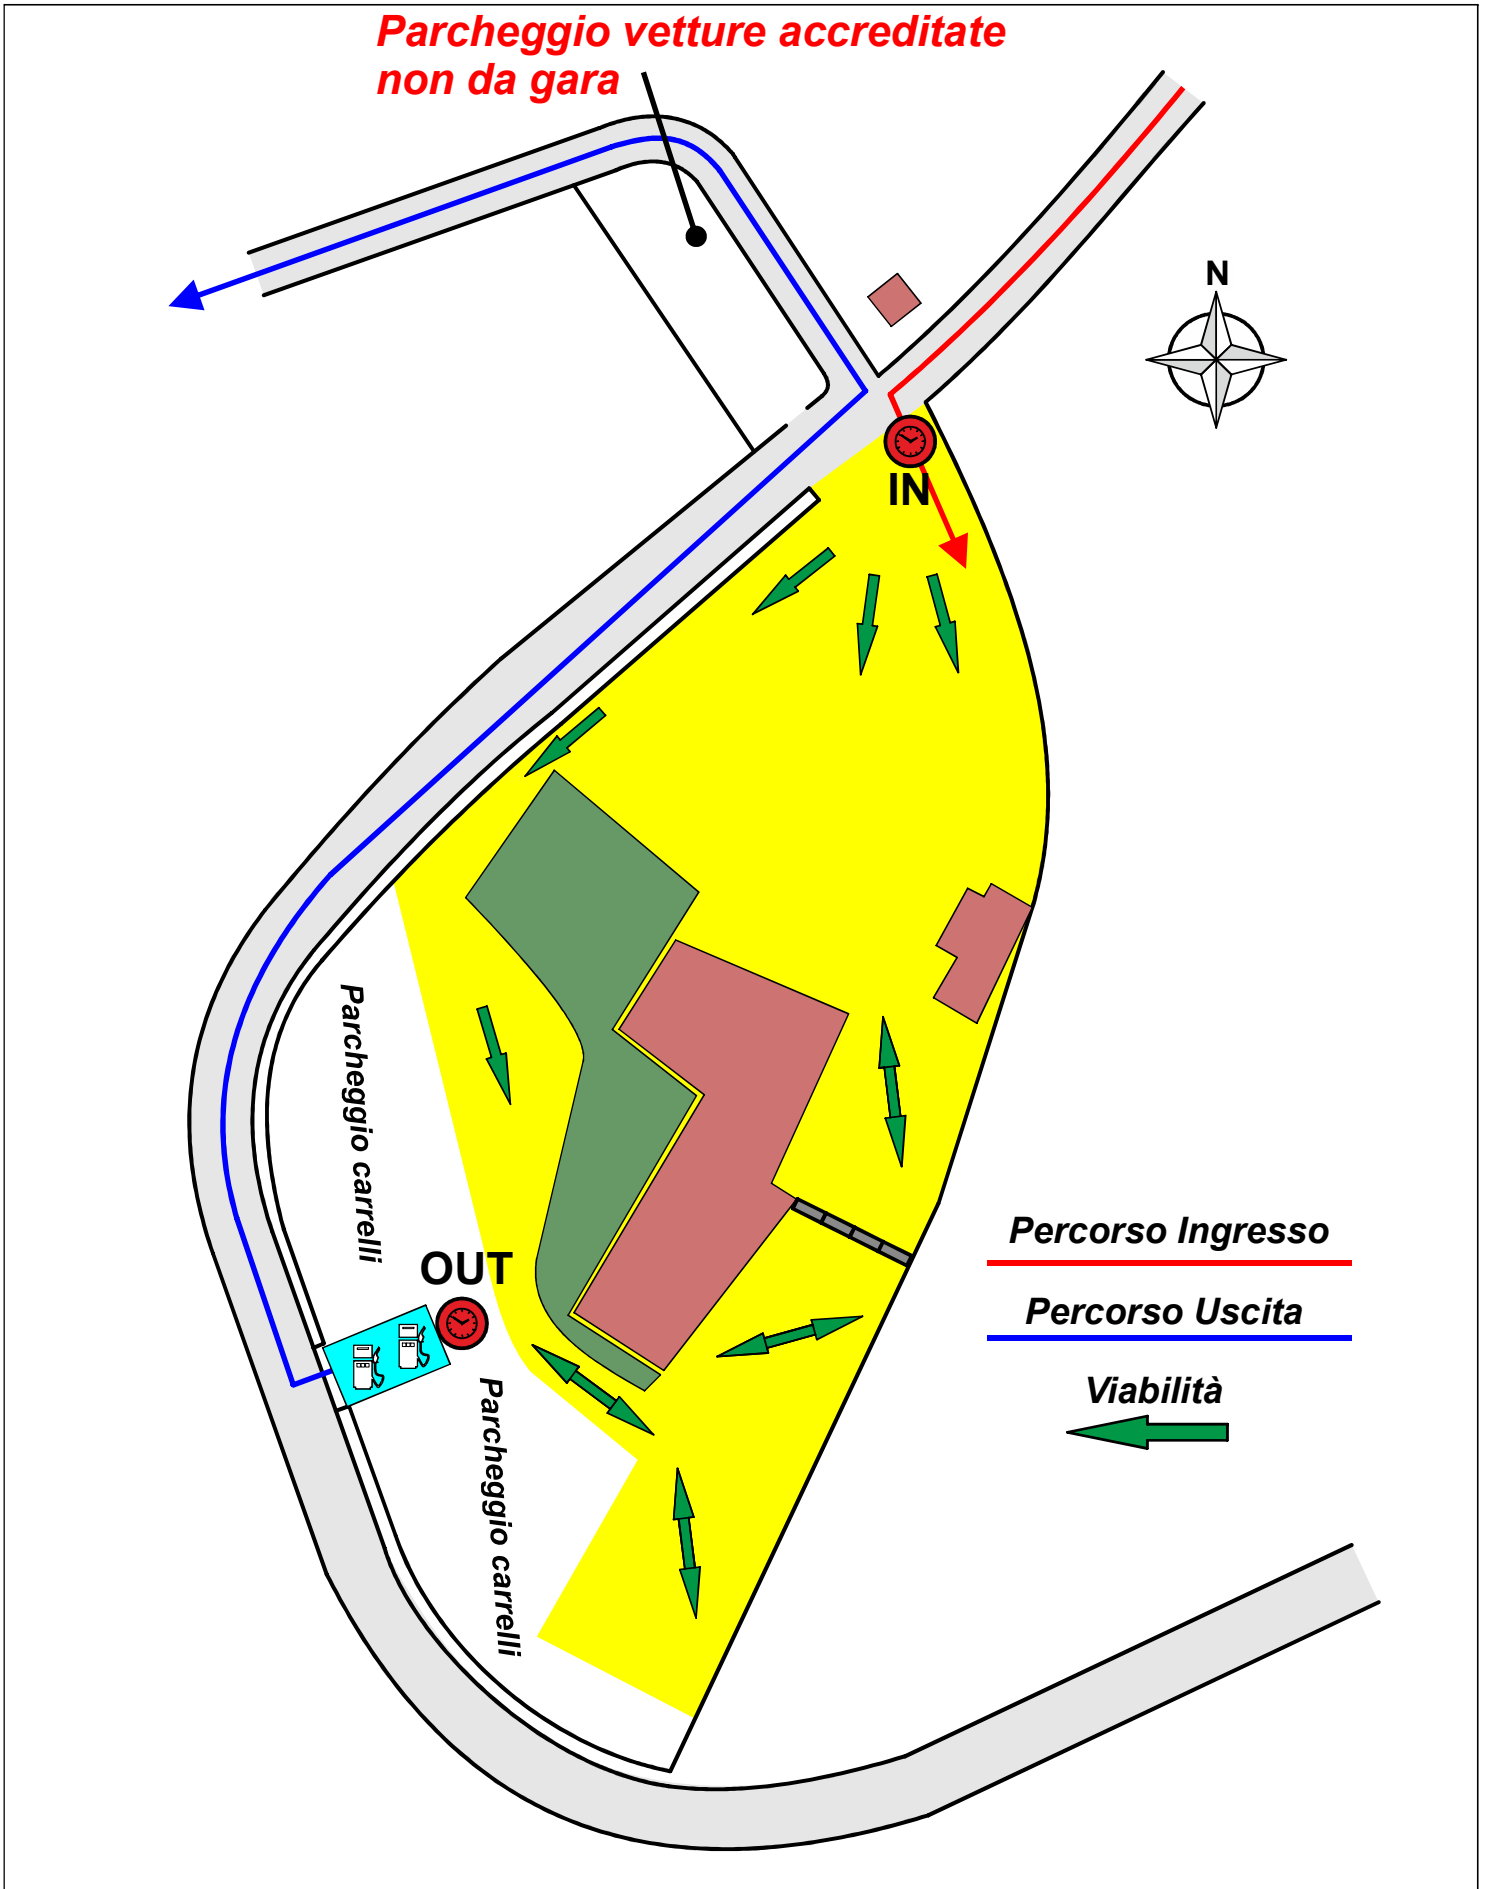 Parcheggio vetture accreditate
non da gara
N
IN
Parcheggio carrelli
OUT
Parcheggio carrelli
Percorso Ingresso
Percorso Uscita
Viabilità